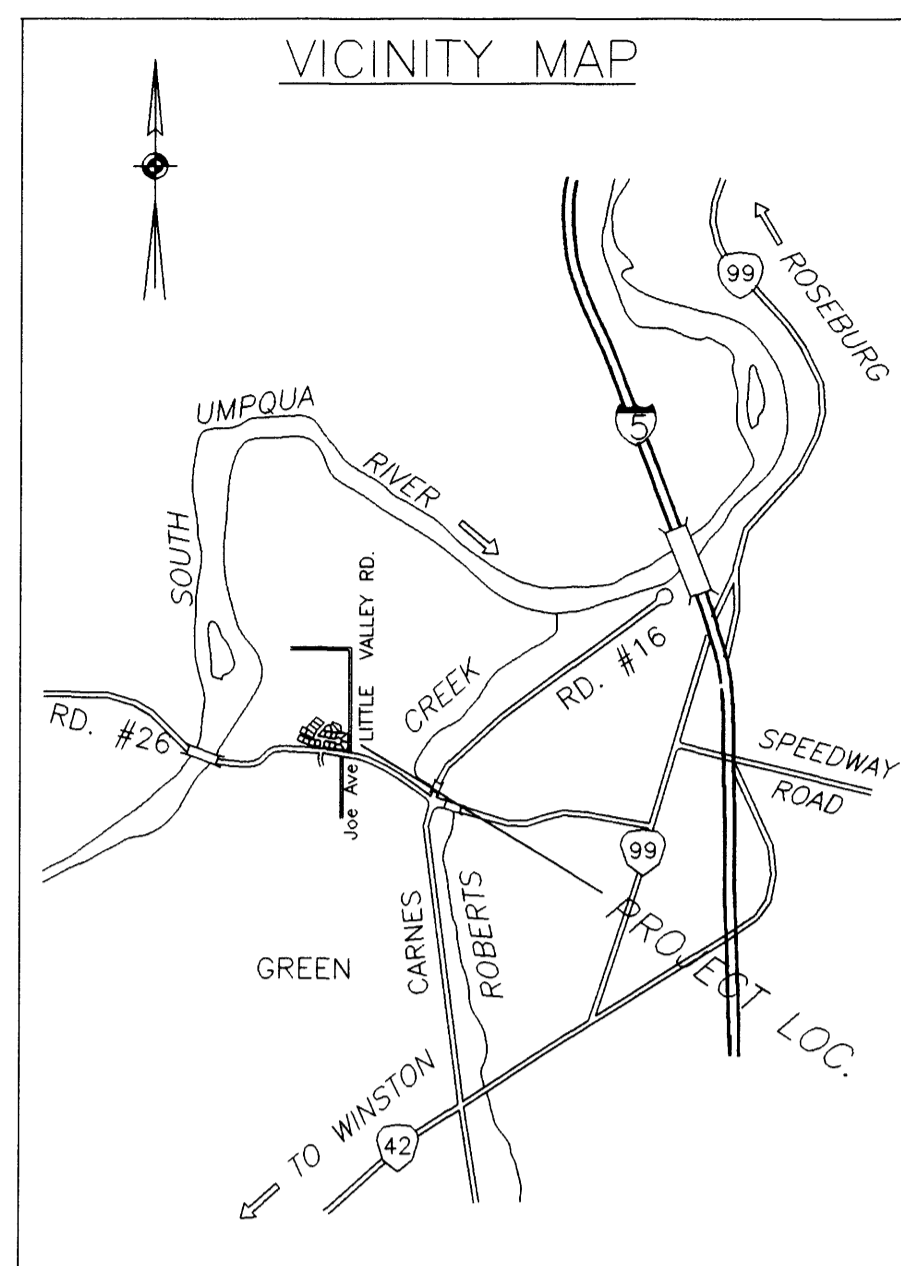 VICINITY MAP
99
ROSEBURG
5
UMPQUA
RIVER
SOUTH
LITTLE VALLEY RD.
CREEK
RD. #16
RD. #26
SPEEDWAY
ROAD
Joe Ave
99
CARNES
ROBERTS
PROJECT LOC.
GREEN
TO WINSTON
42